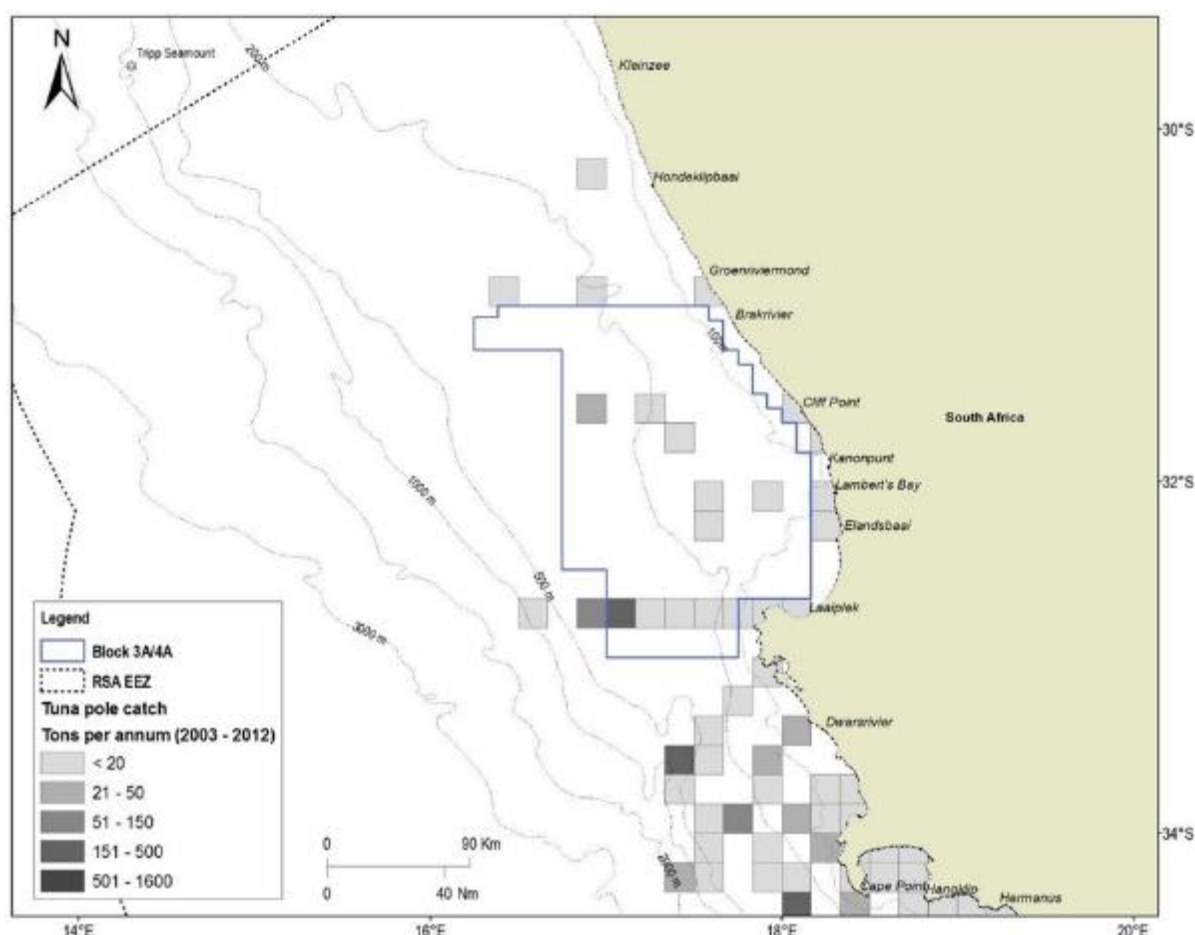 N
Tripp Seamount
200m
Kleinzee
30°S
Hondeklipbaai
Groenriviermond
Brakrivier
100m
Cliff Point
South Africa
Kanonpunt
32°S
Lambert's Bay
1000 m
Elandsbaai
500 m
Laaiplek
3000 m
Legend
Block 3A/4A
RSA EEZ
Tuna pole catch
Tons per annum (2003 - 2012)
< 20
21 - 50
51 - 150
151 - 500
501 - 1600
Dwarsrivier
34°S
0 90 Km
0 40 Nm
2000 m
Cape Point
Hangklip
Hermanus
14°E 16°E 18°E 20°E